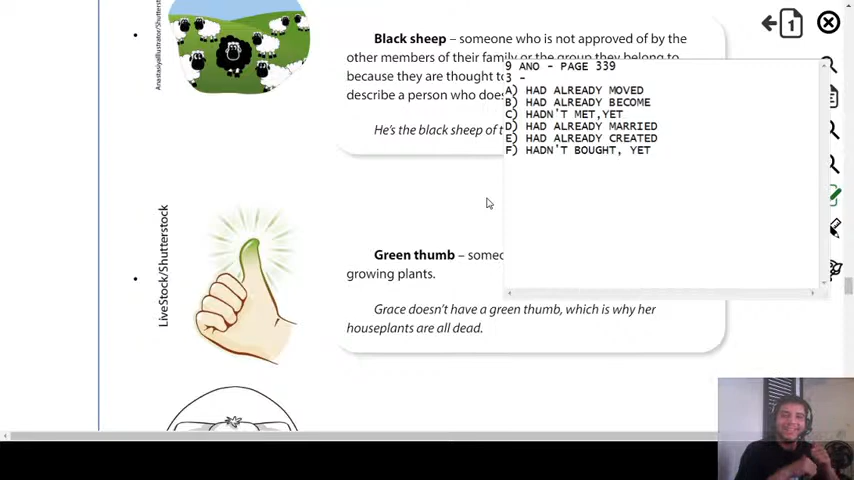 AnastasiyaIllustrator/Shutterst
Black sheep – someone who is not approved of by the
other members of their family or the group they belong to
because they are thought to
describe a person who does
He's the black sheep of t
9 ANO - PAGE 339
3 -
A) HAD ALREADY MOVED
B) HAD ALREADY BECOME
C) HADN'T MET,YET
D) HAD ALREADY MARRIED
E) HAD ALREADY CREATED
F) HADN'T BOUGHT, YET
1
LiveStock/Shutterstock
Green thumb – someo
growing plants.
Grace doesn't have a green thumb, which is why her
houseplants are all dead.